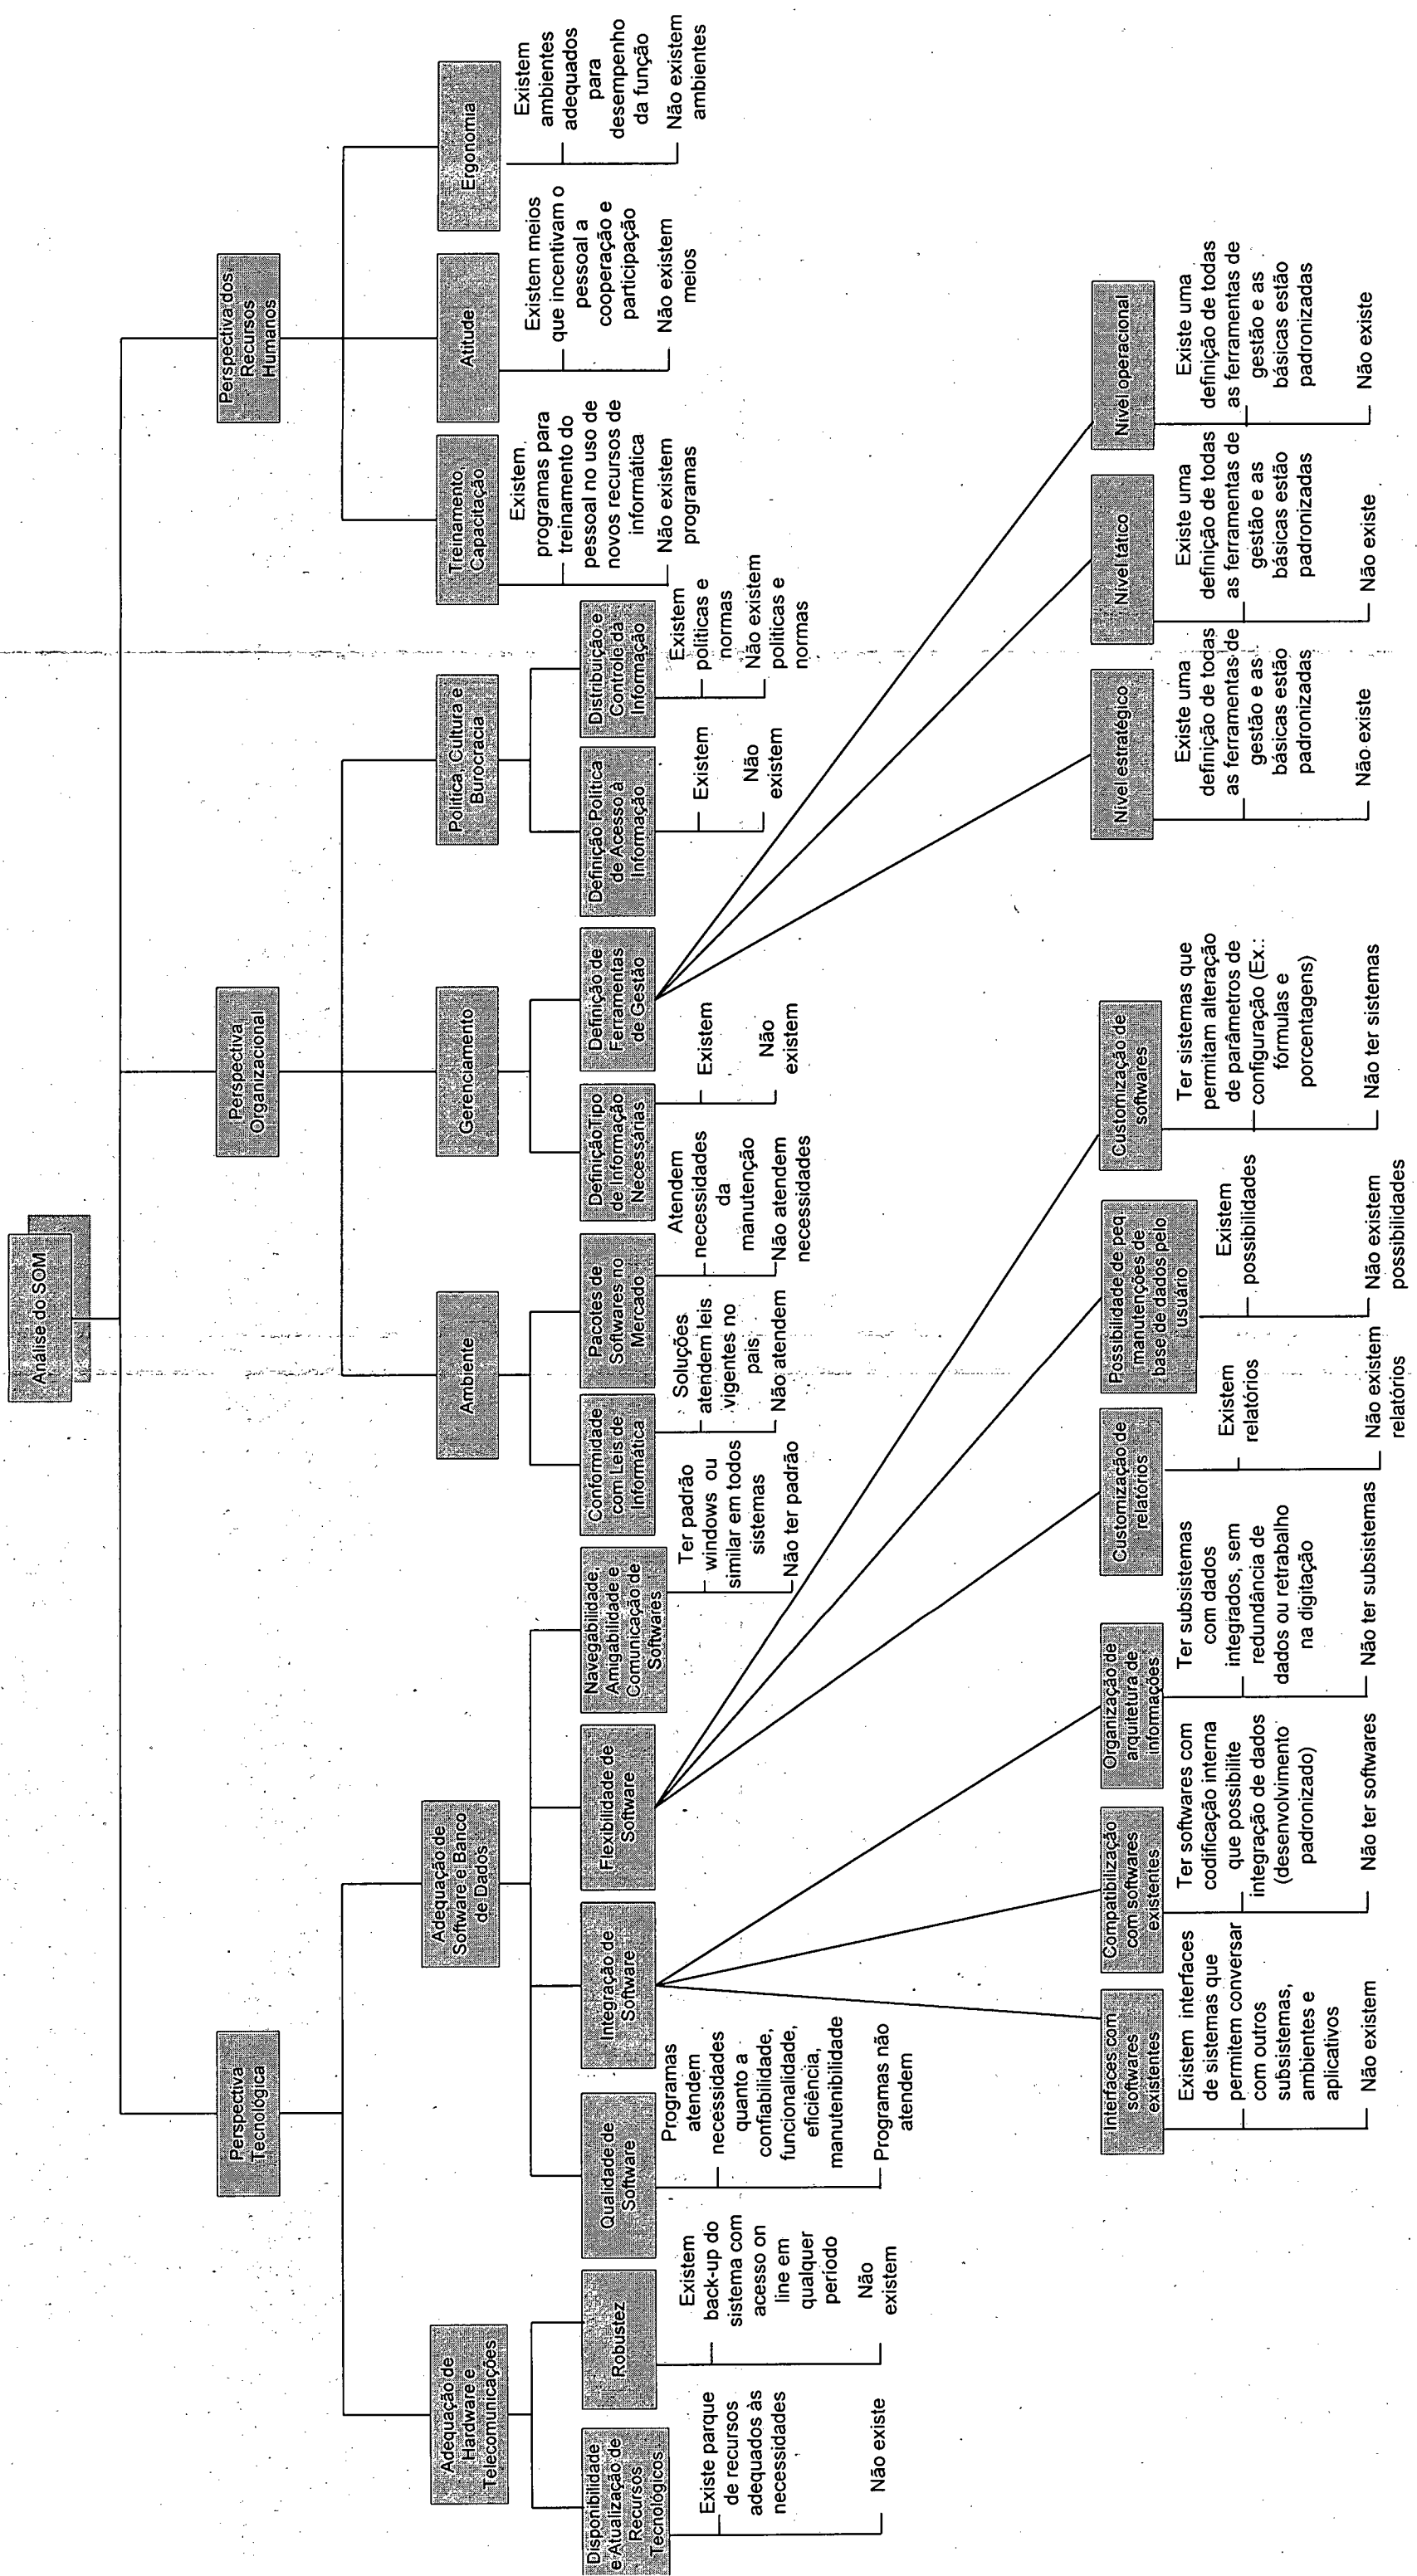 Análise do SOM
Perspectiva
Tecnológica
Perspectiva
Organizacional
Perspectiva dos
Recursos
Humanos
Adequação de
Hardware e
Telecomunicações
Adequação de
Software e Banco
de Dados
Ambiente
Gerenciamento
Política, Cultura e
Burocracia
Treinamento,
Capacitação
Atitude
Ergonomia
Disponibilidade
e Atualização de
Recursos
Tecnológicos
Existe parque
de recursos
adequados às
necessidades
Não existe
Robustez
Existem
back-up do
sistema com
acesso on
line em
qualquer
período
Não
existem
Qualidade de
Software
Programas
atendem
necessidades
quanto a
confiabilidade,
funcionalidade,
eficiência,
manutenibilidade
Programas não
atendem
Integração de
Software
Flexibilidade de
Software
Navegabilidade,
Amigabilidade e
Comunicação de
Softwares
Ter padrão
windows ou
similar em todos
sistemas
Não ter padrão
Conformidade
com Leis de
Informática
Soluções
atendem leis
vigentes no
país
Não atendem
Pacotes de
Softwares no
Mercado
Atendem
necessidades
da
manutenção
Não atendem
necessidades
Definição Tipo
de Informação
Necessárias
Existem
Não
existem
Definição de
Ferramentas
de Gestão
Definição Política
de Acesso à
Informação
Existem
Não
existem
Distribuição e
Controle da
Informação
Existem
políticas e
normas
Não existem
políticas e
normas
Existem
programas para
treinamento do
pessoal no uso de
novos recursos de
informática
Não existem
programas
Existem meios
que incentivam o
pessoal a
cooperação e
participação
Não existem
meios
Existem
ambientes
adequados
para
desempenho
da função
Não existem
ambientes
Interfaces com
softwares
existentes
Existem interfaces
de sistemas que
permitem conversar
com outros
subsistemas,
ambientes e
aplicativos
Não existem
Compatibilização
com softwares
existentes
Ter softwares com
codificação interna
que possibilite
integração de dados
(desenvolvimento
padronizado)
Não ter softwares
Organização de
arquitetura de
informações
Ter subsistemas
com dados
integrados, sem
redundância de
dados ou retrabalho
na digitação
Não ter subsistemas
Customização de
relatórios
Existem
relatórios
Não existem
relatórios
Possibilidade de peq.
manutenções de
base de dados pelo
usuário
Existem
possibilidades
Não existem
possibilidades
Customização de
softwares
Ter sistemas que
permitam alteração
de parâmetros de
configuração (Ex.:
fórmulas e
porcentagens)
Não ter sistemas
Nível estratégico
Existe uma
definição de todas
as ferramentas de
gestão e as
básicas estão
padronizadas
Não existe
Nível tático
Existe uma
definição de todas
as ferramentas de
gestão e as
básicas estão
padronizadas
Não existe
Nível operacional
Existe uma
definição de todas
as ferramentas de
gestão e as
básicas estão
padronizadas
Não existe